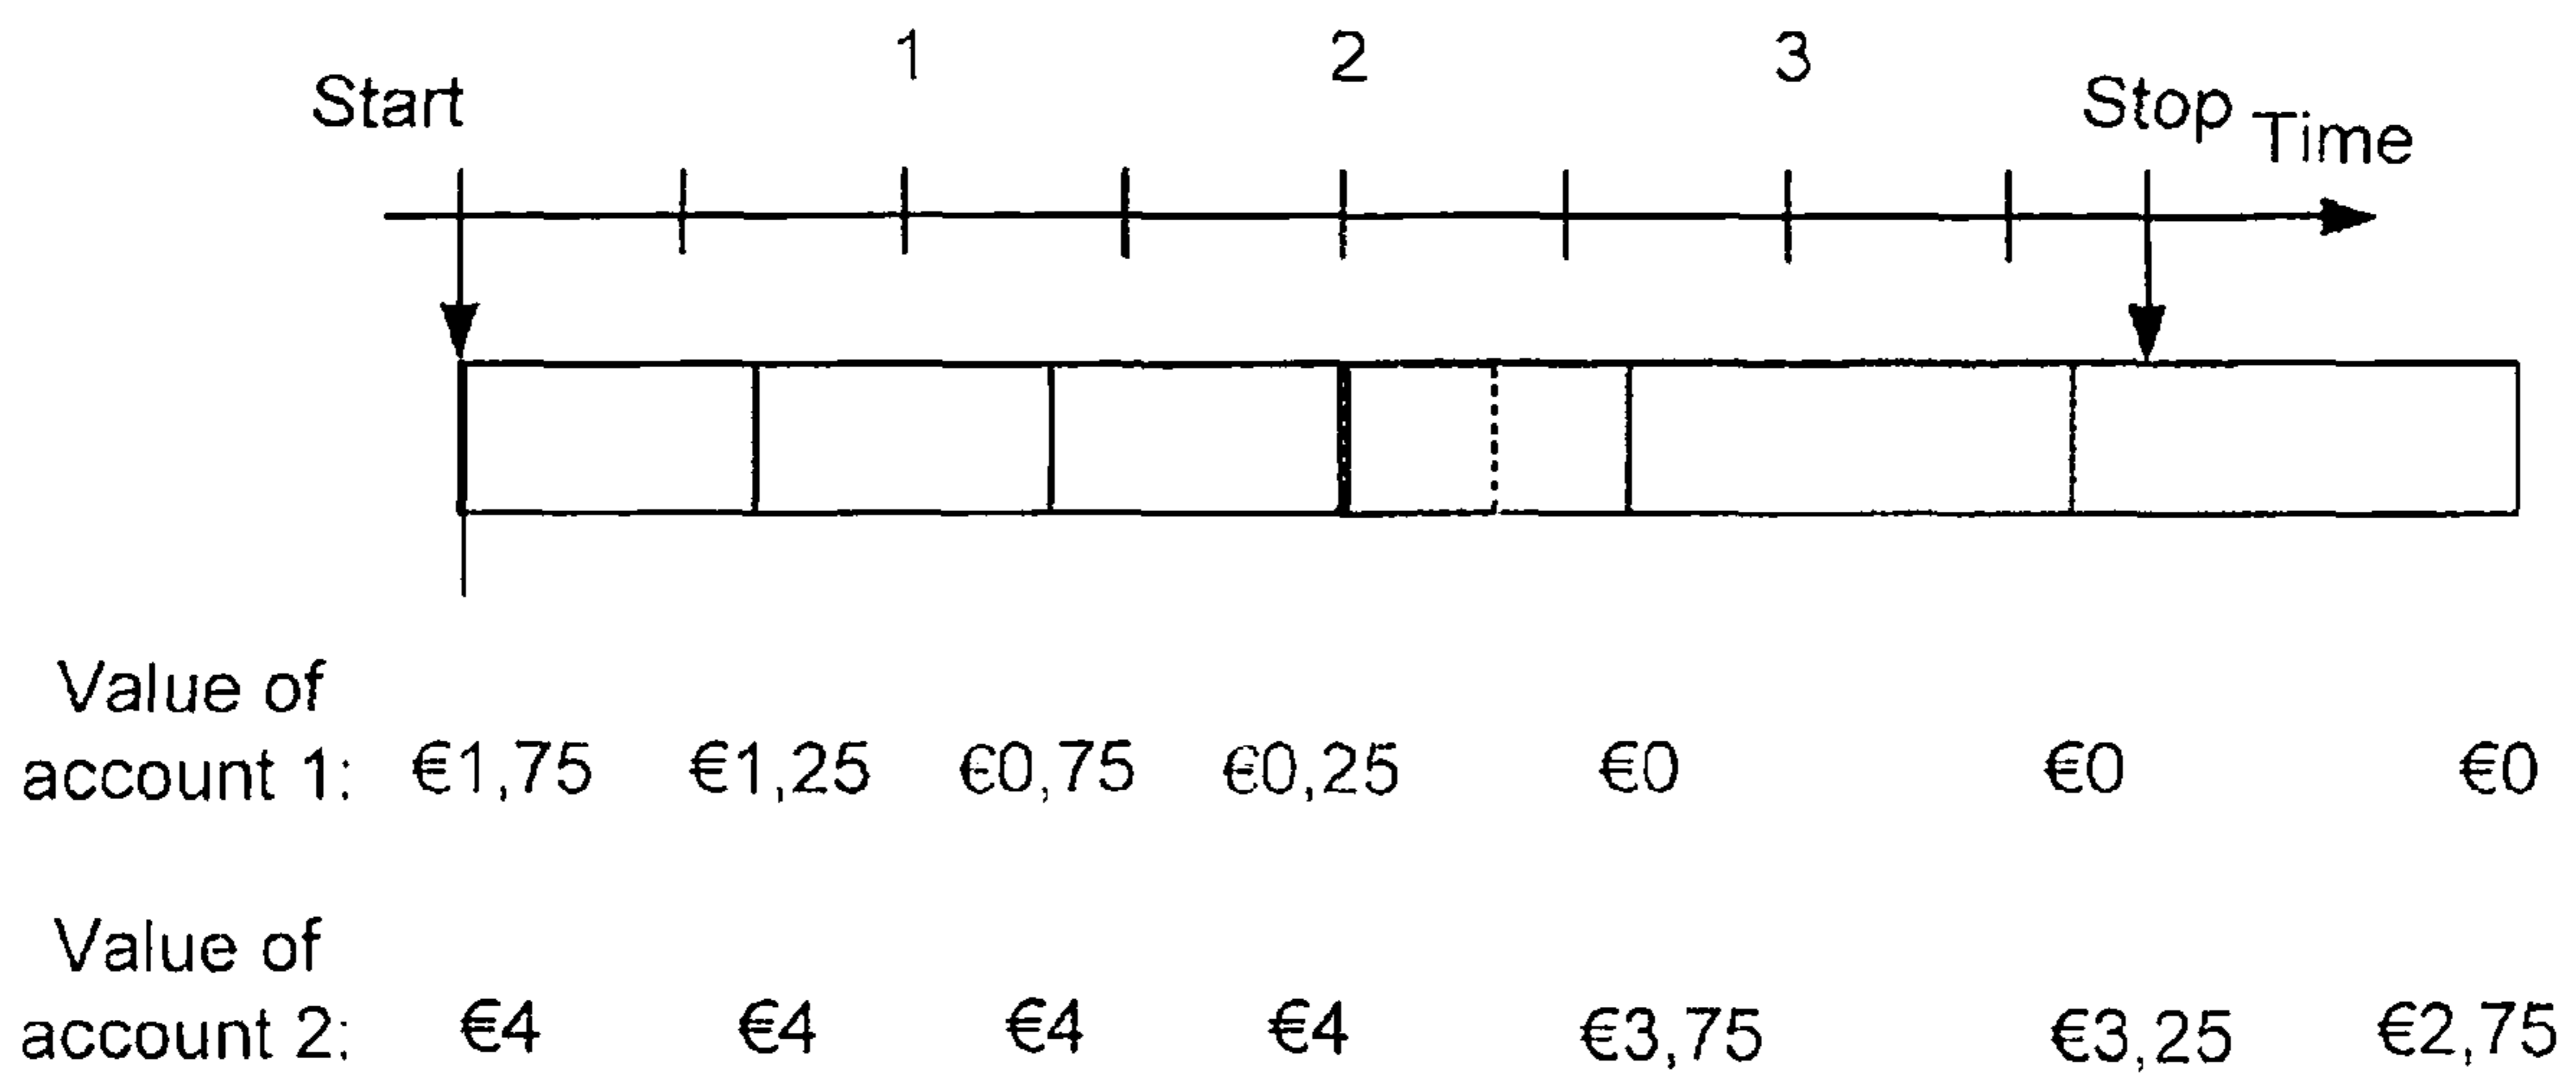 1 2 3
Start Stop Time
Value of
account 1: €1,75 €1,25 €0,75 €0,25 €0 €0 €0
Value of
account 2: €4 €4 €4 €4 €3,75 €3,25 €2,75